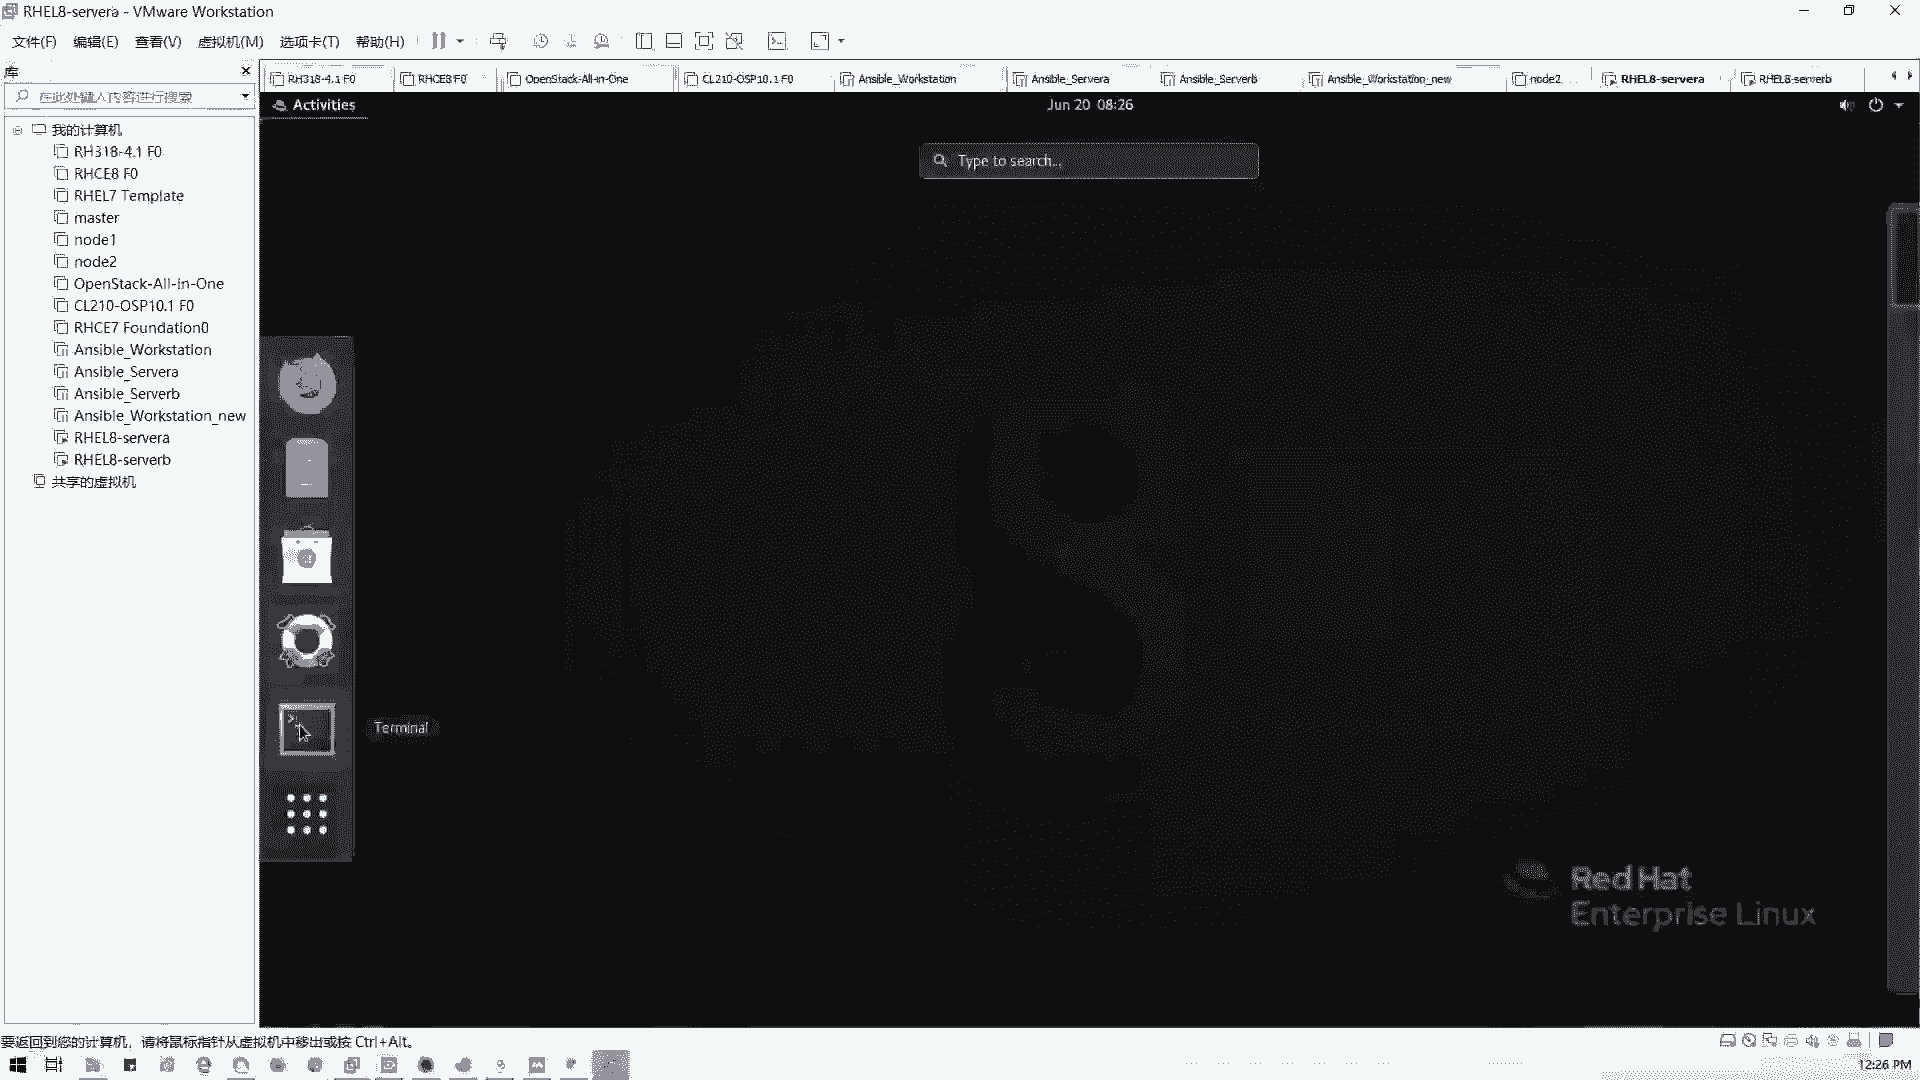 RHEL8-servera - VMware Workstation
文件(F) 编辑(E) 查看(V) 虚拟机(M) 选项卡(T) 帮助(H)
库
在此处键入内容进行搜索
RH318-4.1 F0 RHCE8 F0 OpenStack-All-in-One CL210-OSP10.1 F0 Ansible_Workstation Ansible_Servera Ansible_Serverb Ansible_Workstation_new node2 RHEL8-servera RHEL8-serverb
Activities Jun 20 08:26
Type to search...
我的计算机
RH318-4.1 F0
RHCE8 F0
RHEL7 Template
master
node1
node2
OpenStack-All-in-One
CL210-OSP10.1 F0
RHCE7 Foundation0
Ansible_Workstation
Ansible_Servera
Ansible_Serverb
Ansible_Workstation_new
RHEL8-servera
RHEL8-serverb
共享的虚拟机
Terminal
Red Hat
Enterprise Linux
要返回到您的计算机，请将鼠标指针从虚拟机中移出或按 Ctrl+Alt。
12:26 PM